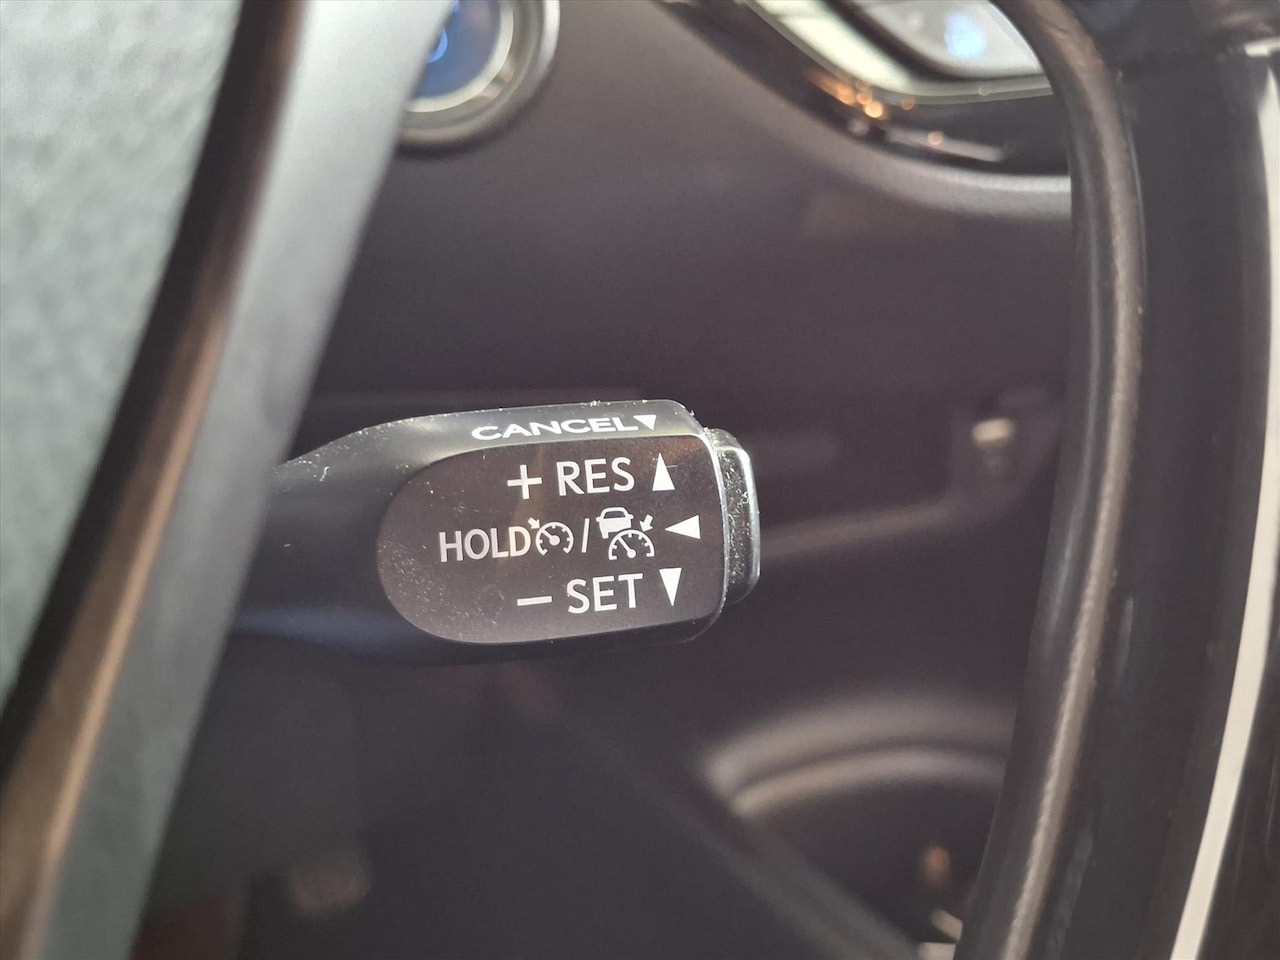 CANCEL▼
+ RES ▲
HOLD / ◀
− SET ▼